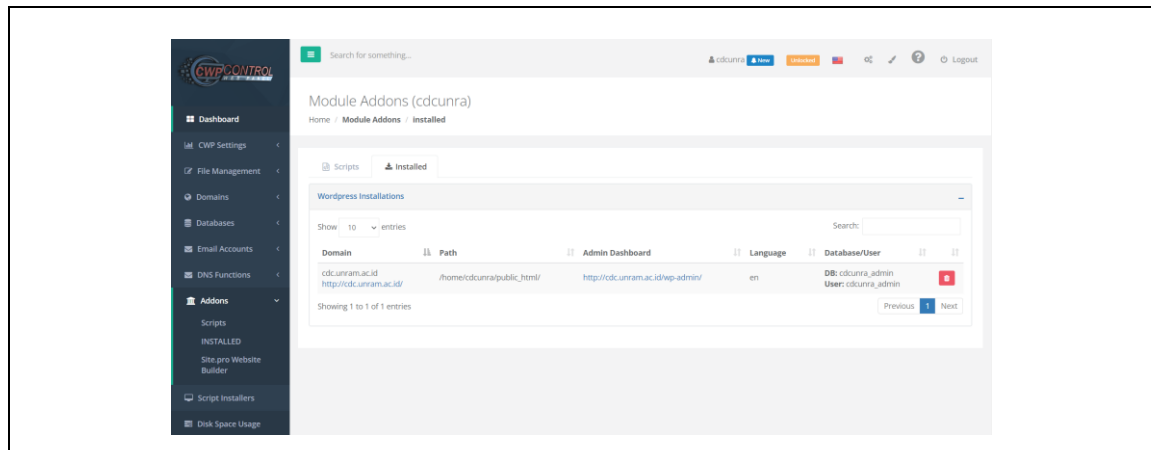 CWPCONTROL
WEB PANEL
Search for something...
cdcunra
New
Unlocked
Logout
Module Addons (cdcunra)
Home / Module Addons / installed
Dashboard
CWP Settings
File Management
Domains
Databases
Email Accounts
DNS Functions
Addons
Scripts
INSTALLED
Site.pro Website
Builder
Script Installers
Disk Space Usage
Scripts
Installed
Wordpress Installations
Show 10 entries
Search:
Domain Path Admin Dashboard Language Database/User
cdc.unram.ac.id
http://cdc.unram.ac.id/
/home/cdcunra/public_html/
http://cdc.unram.ac.id/wp-admin/
en
DB: cdcunra_admin
User: cdcunra_admin
Showing 1 to 1 of 1 entries
Previous 1 Next